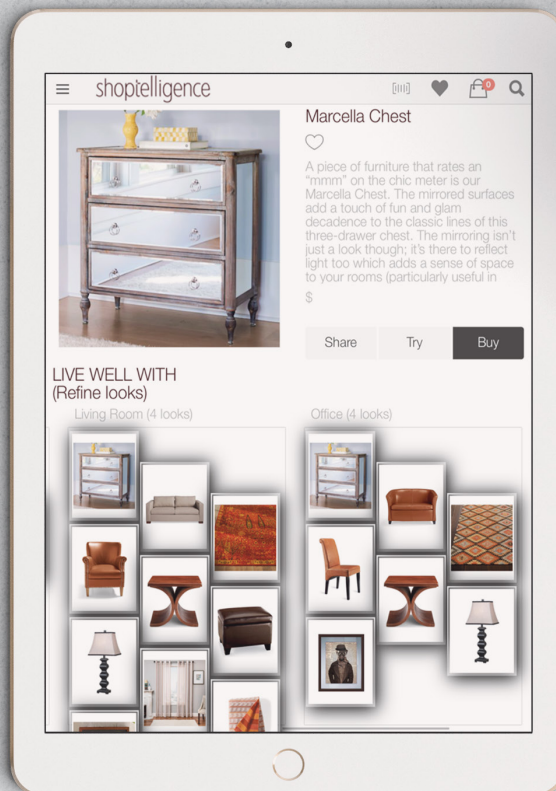 shoptelligence
0
Marcella Chest
A piece of furniture that rates an
“mmm” on the chic meter is our
Marcella Chest. The mirrored surfaces
add a touch of fun and glam
decadence to the classic lines of this
three-drawer chest. The mirroring isn't
just a look though; it's there to reflect
light too which adds a sense of space
to your rooms (particularly useful in
$
Share
Try
Buy
LIVE WELL WITH
(Refine looks)
Living Room (4 looks)
Office (4 looks)